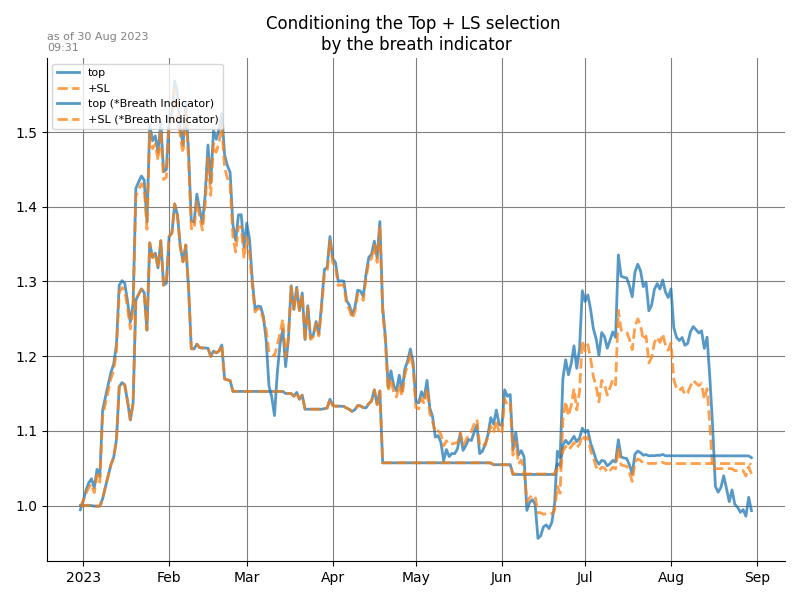 Conditioning the Top + LS selection
by the breath indicator
as of 30 Aug 2023
09:31
top
+SL
top (*Breath Indicator)
+SL (*Breath Indicator)
1.5
1.4
1.3
1.2
1.1
1.0
2023 Feb Mar Apr May Jun Jul Aug Sep